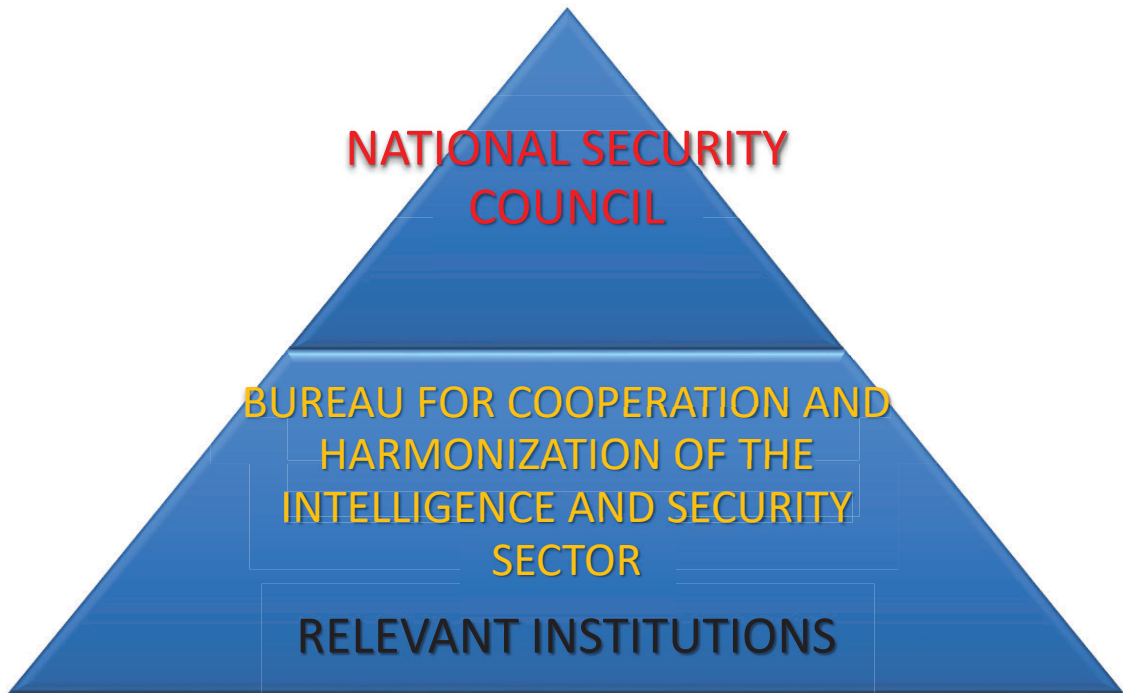 NATIONAL SECURITY
COUNCIL
BUREAU FOR COOPERATION AND
HARMONIZATION OF THE
INTELLIGENCE AND SECURITY
SECTOR
RELEVANT INSTITUTIONS